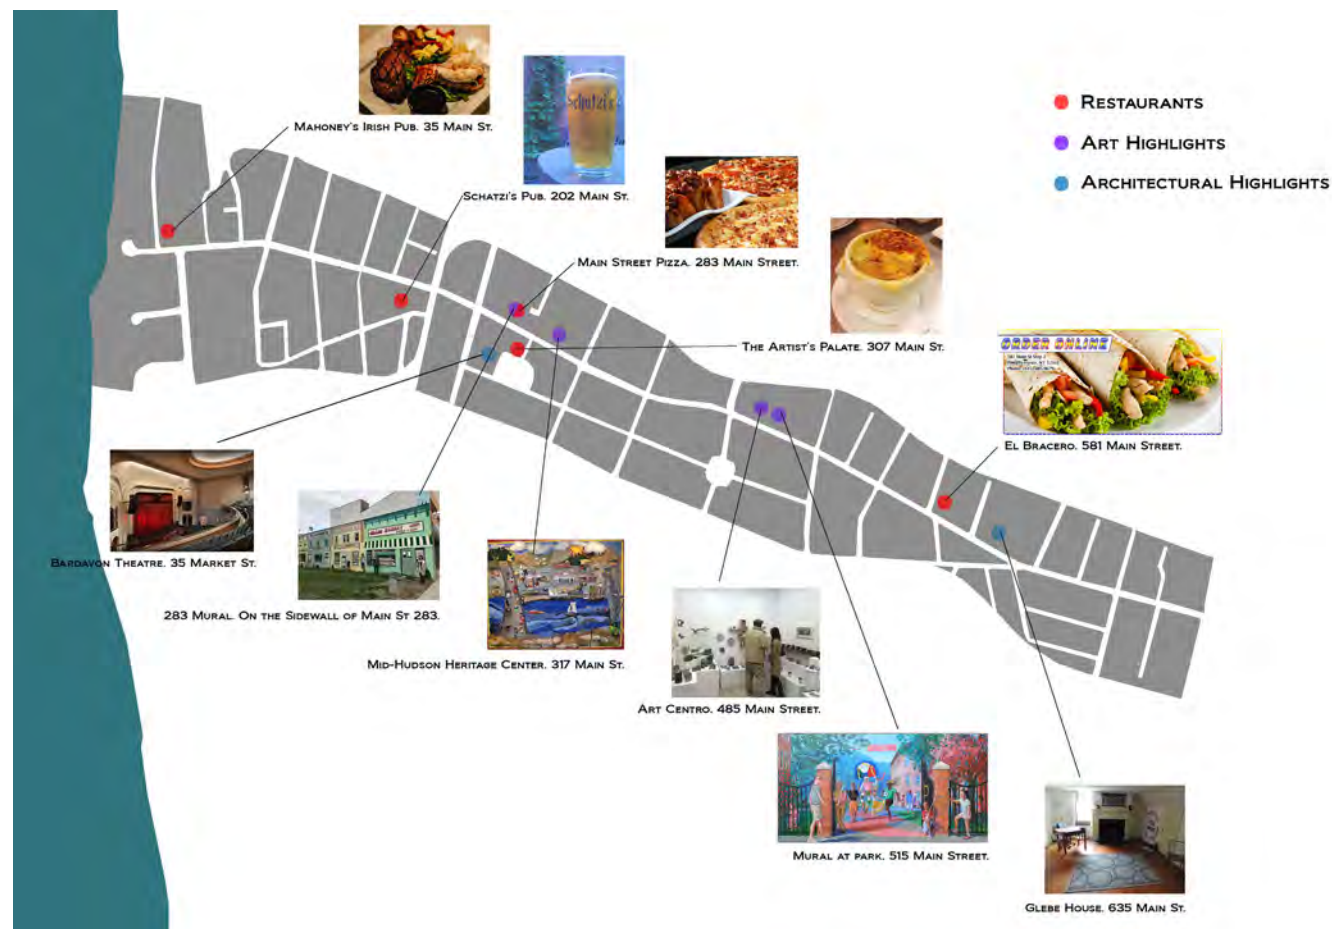 Mahoney's Irish Pub. 35 Main St.
Schatzi's
Schatzi's Pub. 202 Main St.
Restaurants
Art Highlights
Architectural Highlights
Main Street Pizza. 283 Main Street.
The Artist's Palate. 307 Main St.
ORDER ONLINE
El Bracero. 581 Main Street.
Bardavon Theatre. 35 Market St.
283 Mural. On the Sidewall of Main St 283.
Mid-Hudson Heritage Center. 317 Main St.
Art Centro. 485 Main Street.
Mural at park. 515 Main Street.
Glebe House. 635 Main St.